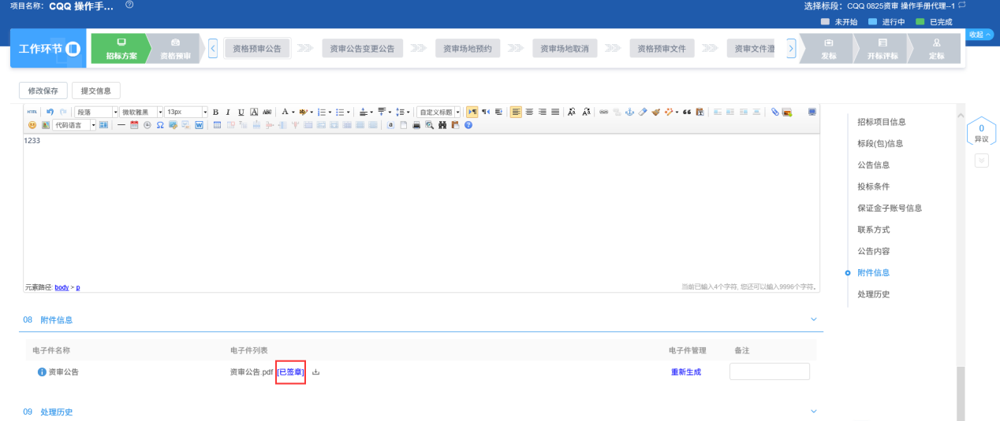 项目名称: CQQ 操作手...
选择标段: CQQ 0825资审 操作手册代理--1
未开始 进行中 已完成
收起
工作环节
招标方案
资格预审
资格预审公告
资审公告变更公告
资审场地预约
资审场地取消
资格预审文件
资审文件澄
发标
开标评标
定标
修改保存 提交信息
HTML 段落 微软雅黑 13px B I U A ABC A 自定义标题
代码语言
1233
元素路径: body > p
当前已输入4个字符, 您还可以输入9996个字符。
08 附件信息
电子件名称 电子件列表 电子件管理 备注
资审公告 资审公告.pdf [已签章] 重新生成
09 处理历史
招标项目信息
标段(包)信息
公告信息
投标条件
保证金子账号信息
联系方式
公告内容
附件信息
处理历史
0
异议